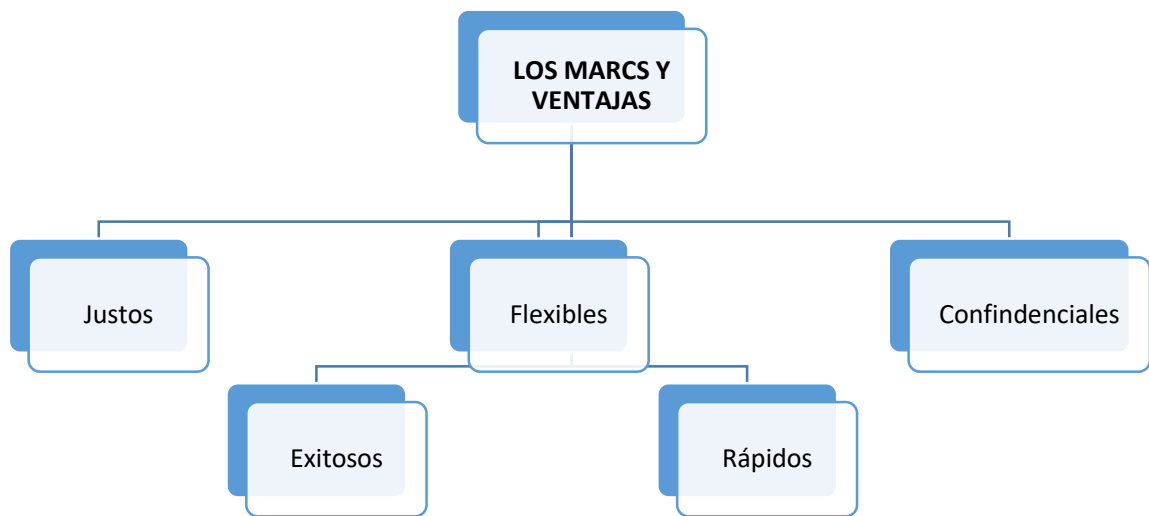 LOS MARCS Y
VENTAJAS
Justos
Flexibles
Confindenciales
Exitosos
Rápidos